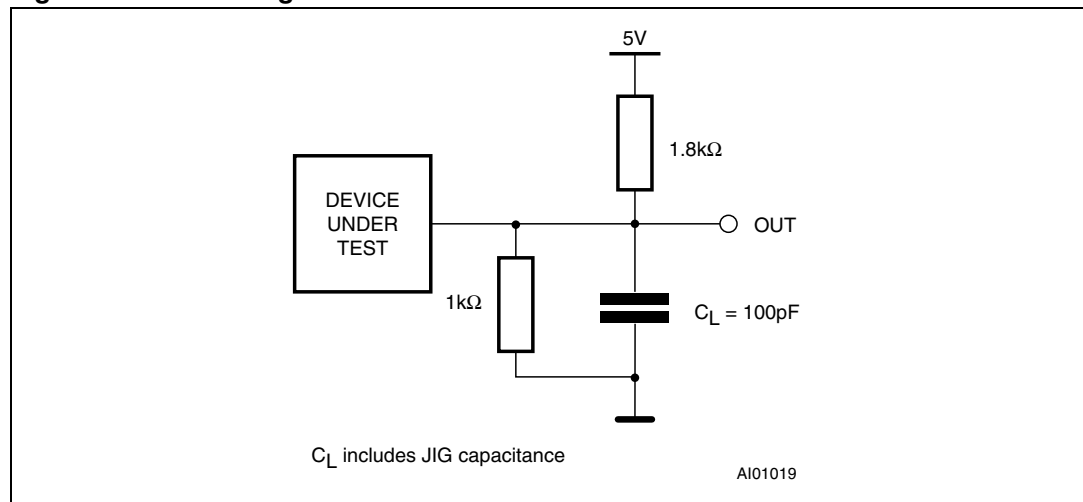 5V
1.8kΩ
DEVICE
UNDER
TEST
OUT
1kΩ
CL = 100pF
CL includes JIG capacitance
AI01019